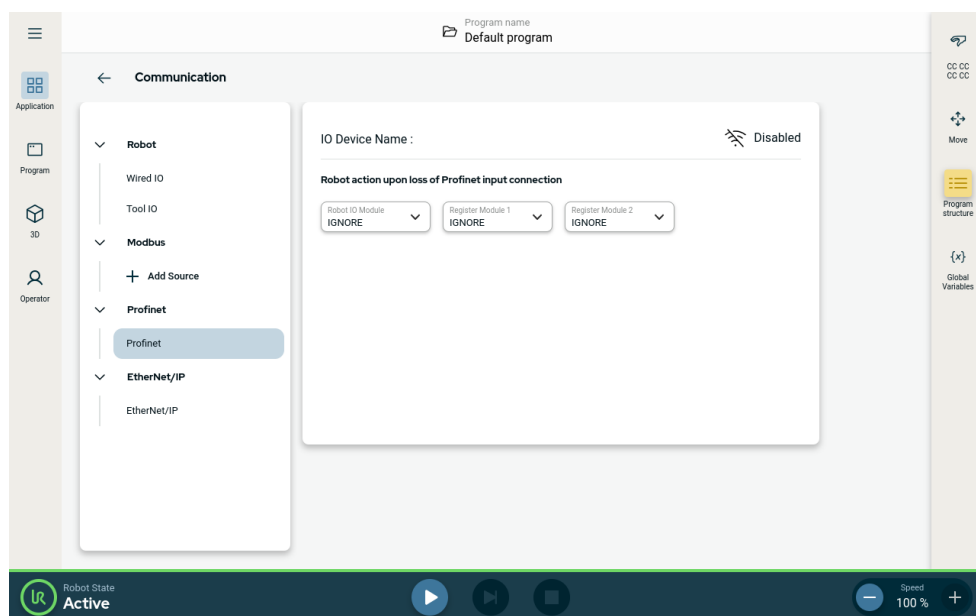 Program name
Default program
Application
Program
3D
Operator
Communication
Robot
Wired IO
Tool IO
Modbus
Add Source
Profinet
Profinet
EtherNet/IP
EtherNet/IP
IO Device Name :
Disabled
Robot action upon loss of Profinet input connection
Robot IO Module
IGNORE
Register Module 1
IGNORE
Register Module 2
IGNORE
CC CC
CC CC
Move
Program
structure
{x}
Global
Variables
Robot State
Active
Speed
100 %